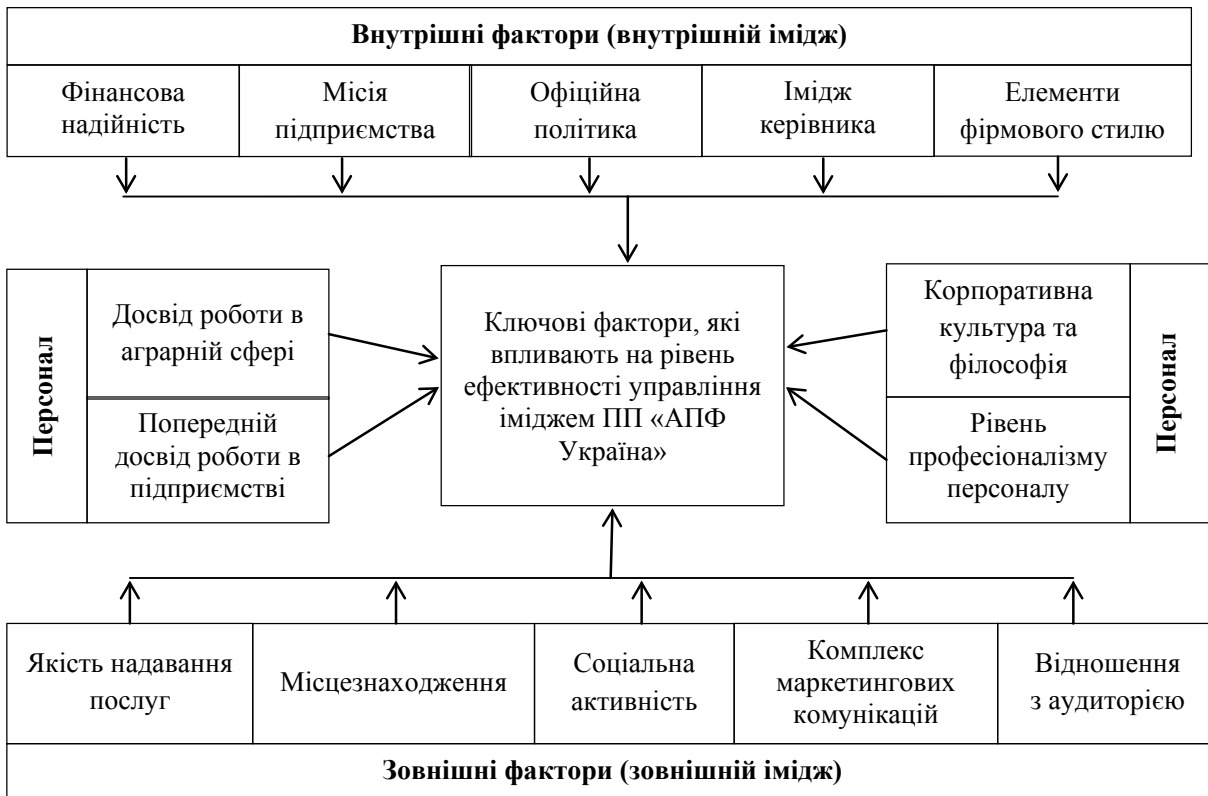 Внутрішні фактори (внутрішній імідж)
Фінансова
надійність
Місія
підприємства
Офіційна
політика
Імідж
керівника
Елементи
фірмового стилю
Персонал
Досвід роботи в
аграрній сфері
Попередній
досвід роботи в
підприємстві
Ключові фактори, які
впливають на рівень
ефективності управління
іміджем ПП «АПФ
Україна»
Корпоративна
культура та
філософія
Рівень
професіоналізму
персоналу
Персонал
Якість надавання
послуг
Місцезнаходження
Соціальна
активність
Комплекс
маркетингових
комунікацій
Відношення
з аудиторією
Зовнішні фактори (зовнішній імідж)